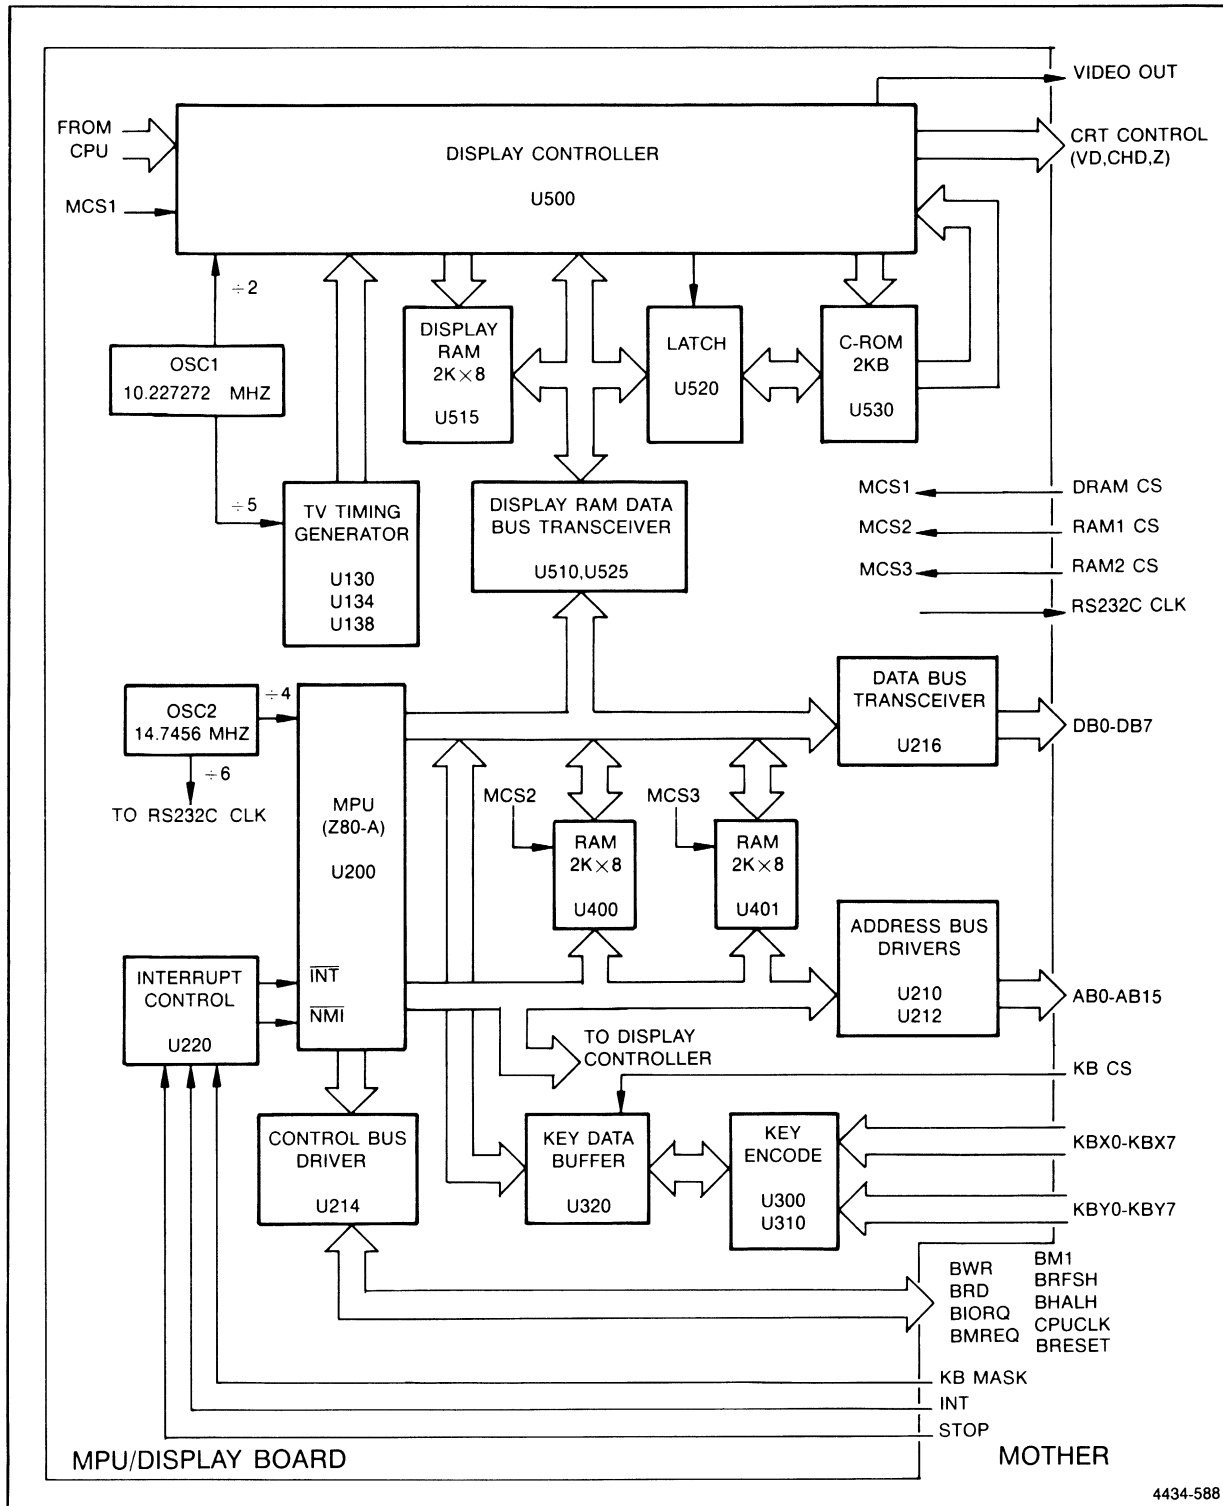 VIDEO OUT
FROM
CPU
DISPLAY CONTROLLER
U500
CRT CONTROL
(VD,CHD,Z)
MCS1
÷2
OSC1
10.227272 MHZ
DISPLAY
RAM
2K×8
U515
LATCH
U520
C-ROM
2KB
U530
÷5
TV TIMING
GENERATOR
U130
U134
U138
DISPLAY RAM DATA
BUS TRANSCEIVER
U510,U525
MCS1
DRAM CS
MCS2
RAM1 CS
MCS3
RAM2 CS
RS232C CLK
OSC2
14.7456 MHZ
÷4
÷6
TO RS232C CLK
MPU
(Z80-A)
U200
INT
NMI
DATA BUS
TRANSCEIVER
U216
DB0-DB7
MCS2
RAM
2K×8
U400
MCS3
RAM
2K×8
U401
ADDRESS BUS
DRIVERS
U210
U212
AB0-AB15
INTERRUPT
CONTROL
U220
TO DISPLAY
CONTROLLER
KB CS
CONTROL BUS
DRIVER
U214
KEY DATA
BUFFER
U320
KEY
ENCODE
U300
U310
KBX0-KBX7
KBY0-KBY7
BWR
BRD
BIORQ
BMREQ
BM1
BRFSH
BHALH
CPUCLK
BRESET
KB MASK
INT
STOP
MPU/DISPLAY BOARD
MOTHER
4434-588